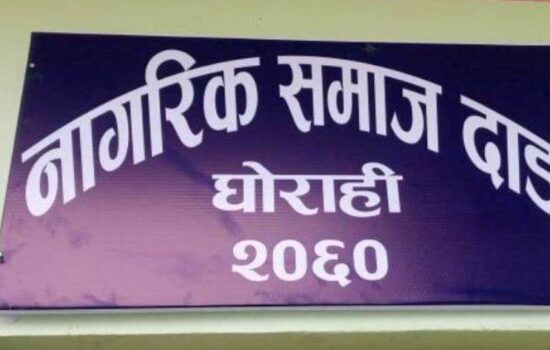 नागरिक समाज दाङ
घोराही
२०६०